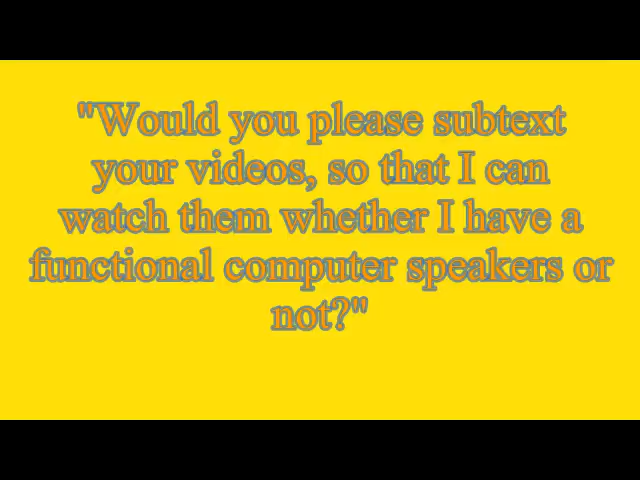 "Would you please subtext
your videos, so that I can
watch them whether I have a
functional computer speakers or
not?"